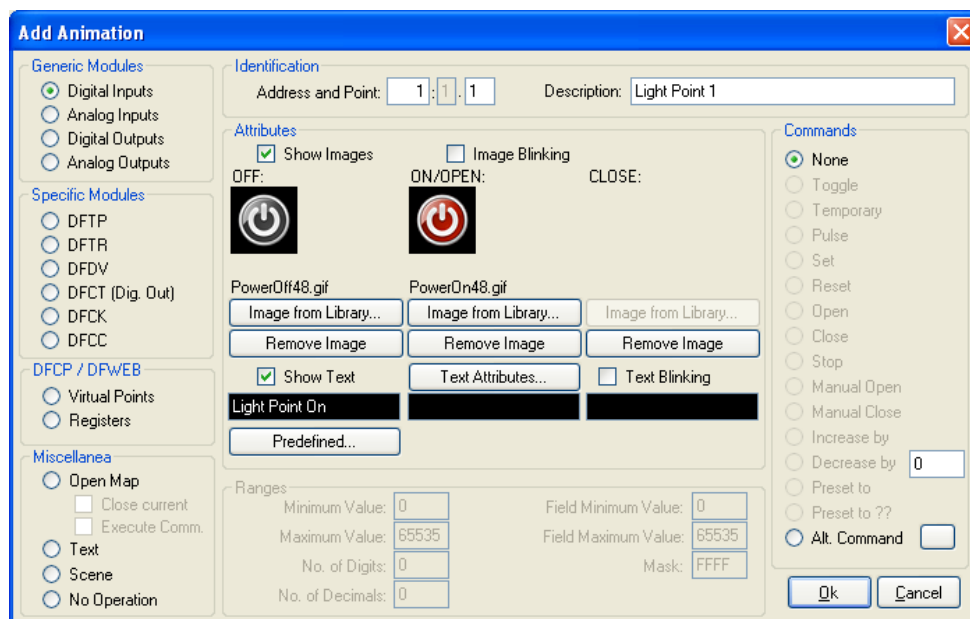 Add Animation
Generic Modules
Digital Inputs
Analog Inputs
Digital Outputs
Analog Outputs
Specific Modules
DFTP
DFTR
DFDV
DFCT (Dig. Out)
DFCK
DFCC
DFCP / DFWEB
Virtual Points
Registers
Miscellanea
Open Map
Close current
Execute Comm.
Text
Scene
No Operation
Identification
Address and Point: 1 : 1 . 1 Description: Light Point 1
Attributes
Show Images Image Blinking
OFF: ON/OPEN: CLOSE:
PowerOff48.gif PowerOn48.gif
Image from Library... Image from Library... Image from Library...
Remove Image Remove Image Remove Image
Show Text Text Attributes... Text Blinking
Light Point On
Predefined...
Ranges
Minimum Value: 0 Field Minimum Value: 0
Maximum Value: 65535 Field Maximum Value: 65535
No. of Digits: 0 Mask: FFFF
No. of Decimals: 0
Commands
None
Toggle
Temporary
Pulse
Set
Reset
Open
Close
Stop
Manual Open
Manual Close
Increase by
Decrease by 0
Preset to
Preset to ??
Alt. Command
Ok Cancel